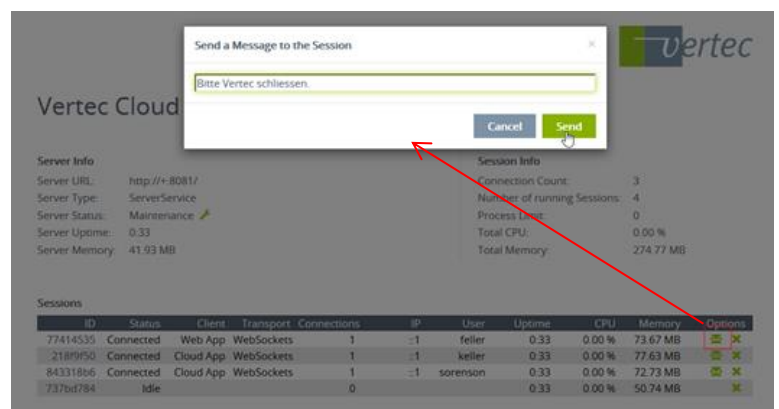 Send a Message to the Session ×
vertec
Bitte Vertec schliessen.
Vertec Cloud
Cancel Send
Server Info
Server URL: http://+:8081/
Server Type: ServerService
Server Status: Maintenance
Server Uptime: 0:33
Server Memory: 41.93 MB
Session Info
Connection Count: 3
Number of running Sessions: 4
Process Limit: 0
Total CPU: 0.00 %
Total Memory: 274.77 MB
Sessions
ID Status Client Transport Connections IP User Uptime CPU Memory Options
77414535 Connected Web App WebSockets 1 ::1 feller 0:33 0.00 % 73.67 MB
218f9f50 Connected Cloud App WebSockets 1 ::1 keller 0:33 0.00 % 77.63 MB
843318b6 Connected Cloud App WebSockets 1 ::1 sorenson 0:33 0.00 % 72.73 MB
737bd784 Idle 0 0:33 0.00 % 50.74 MB